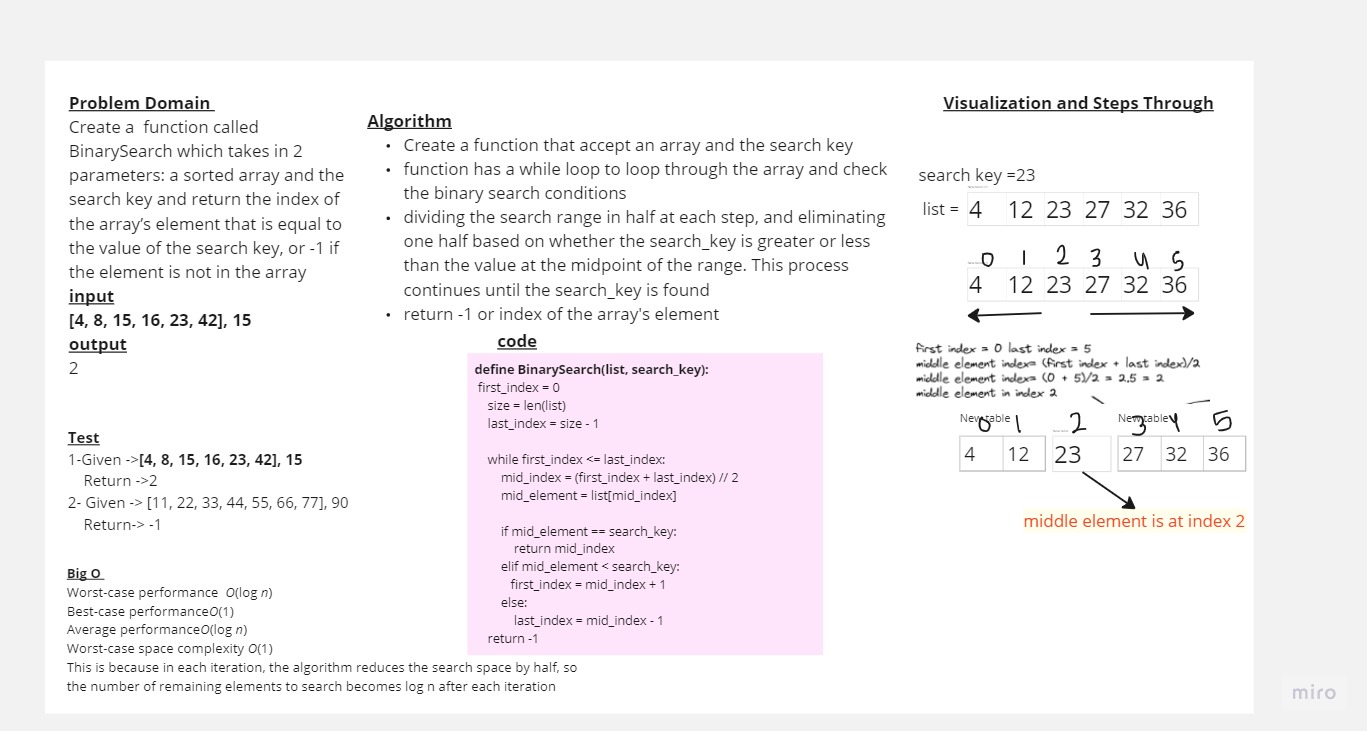 Problem Domain
Create a function called
BinarySearch which takes in 2
parameters: a sorted array and the
search key and return the index of
the array’s element that is equal to
the value of the search key, or -1 if
the element is not in the array
input
[4, 8, 15, 16, 23, 42], 15
output
2
Test
1-Given ->[4, 8, 15, 16, 23, 42], 15
Return ->2
2- Given -> [11, 22, 33, 44, 55, 66, 77], 90
Return-> -1
Big O
Worst-case performance O(log n)
Best-case performanceO(1)
Average performanceO(log n)
Worst-case space complexity O(1)
This is because in each iteration, the algorithm reduces the search space by half, so
the number of remaining elements to search becomes log n after each iteration
Algorithm
• Create a function that accept an array and the search key
• function has a while loop to loop through the array and check
the binary search conditions
• dividing the search range in half at each step, and eliminating
one half based on whether the search_key is greater or less
than the value at the midpoint of the range. This process
continues until the search_key is found
• return -1 or index of the array's element
code
define BinarySearch(list, search_key):
first_index = 0
size = len(list)
last_index = size - 1
while first_index <= last_index:
mid_index = (first_index + last_index) // 2
mid_element = list[mid_index]
if mid_element == search_key:
return mid_index
elif mid_element < search_key:
first_index = mid_index + 1
else:
last_index = mid_index - 1
return -1
Visualization and Steps Through
search key =23
list = 4 12 23 27 32 36
0 1 2 3 4 5
4 12 23 27 32 36
first index = 0 last index = 5
middle element index= (first index + last index)/2
middle element index= (0 + 5)/2 = 2.5 = 2
middle element in index 2
New table New table
0 1 2 3 4 5
4 12 23 27 32 36
middle element is at index 2
miro